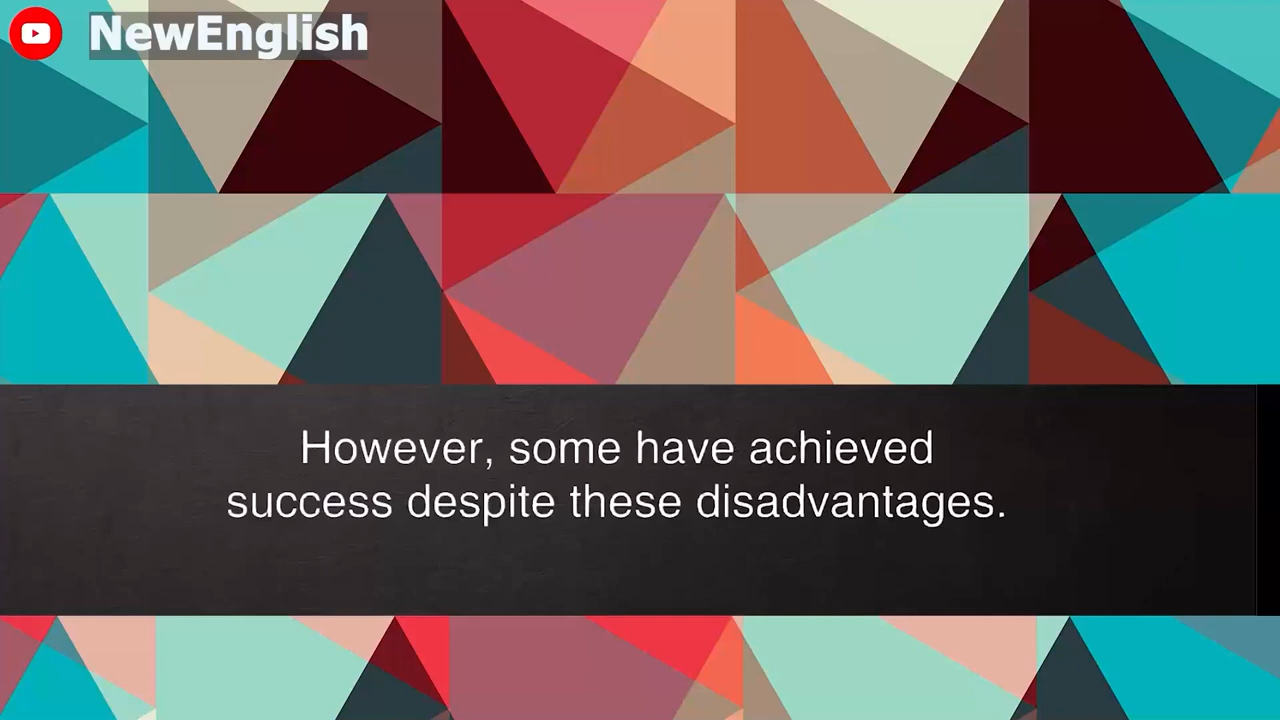 NewEnglish
However, some have achieved
success despite these disadvantages.